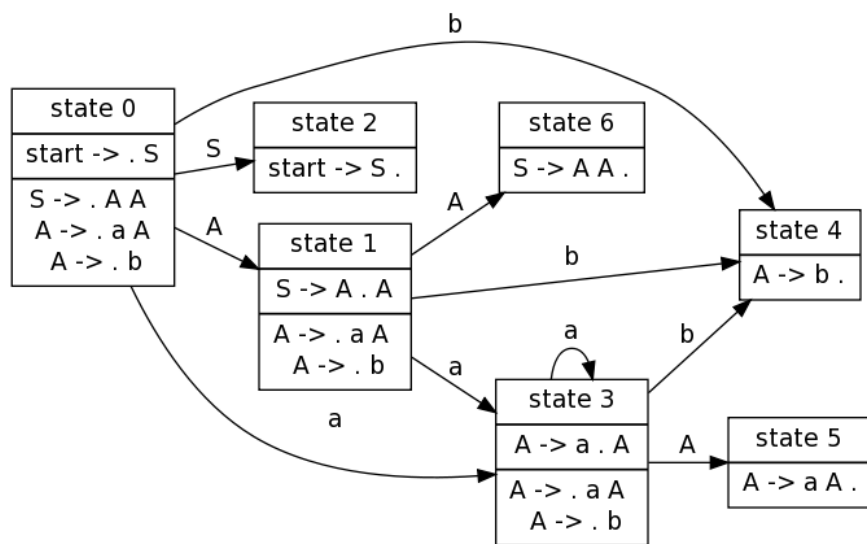 b
state 0
start -> . S
S -> . A A
A -> . a A
A -> . b
S
state 2
start -> S .
A
state 1
S -> A . A
A -> . a A
A -> . b
A
state 6
S -> A A .
b
state 4
A -> b .
a
a
a
state 3
A -> a . A
A -> . a A
A -> . b
b
A
state 5
A -> a A .